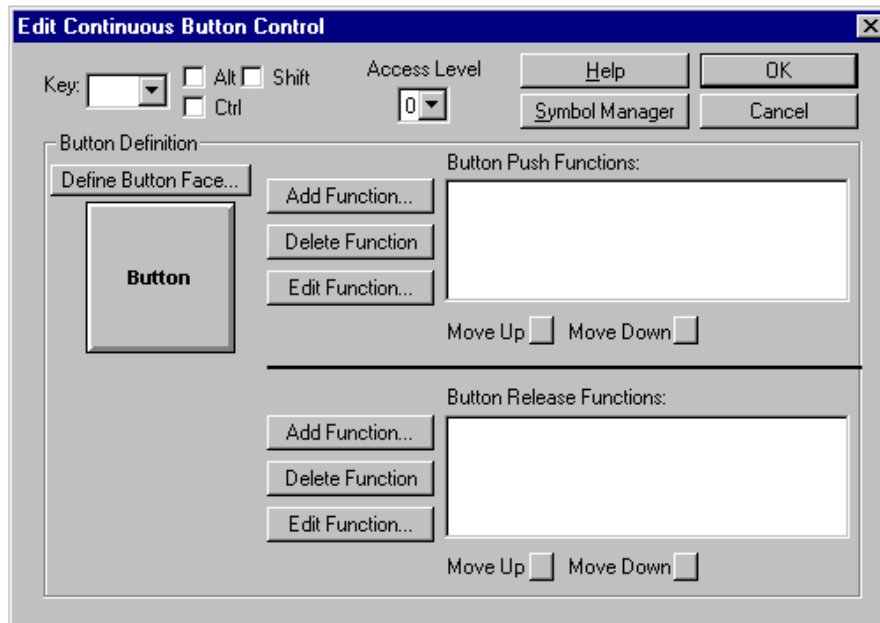 Edit Continuous Button Control
Key:
Alt
Shift
Ctrl
Access Level
0
Help
OK
Symbol Manager
Cancel
Button Definition
Define Button Face...
Button
Button Push Functions:
Add Function...
Delete Function
Edit Function...
Move Up
Move Down
Button Release Functions:
Add Function...
Delete Function
Edit Function...
Move Up
Move Down